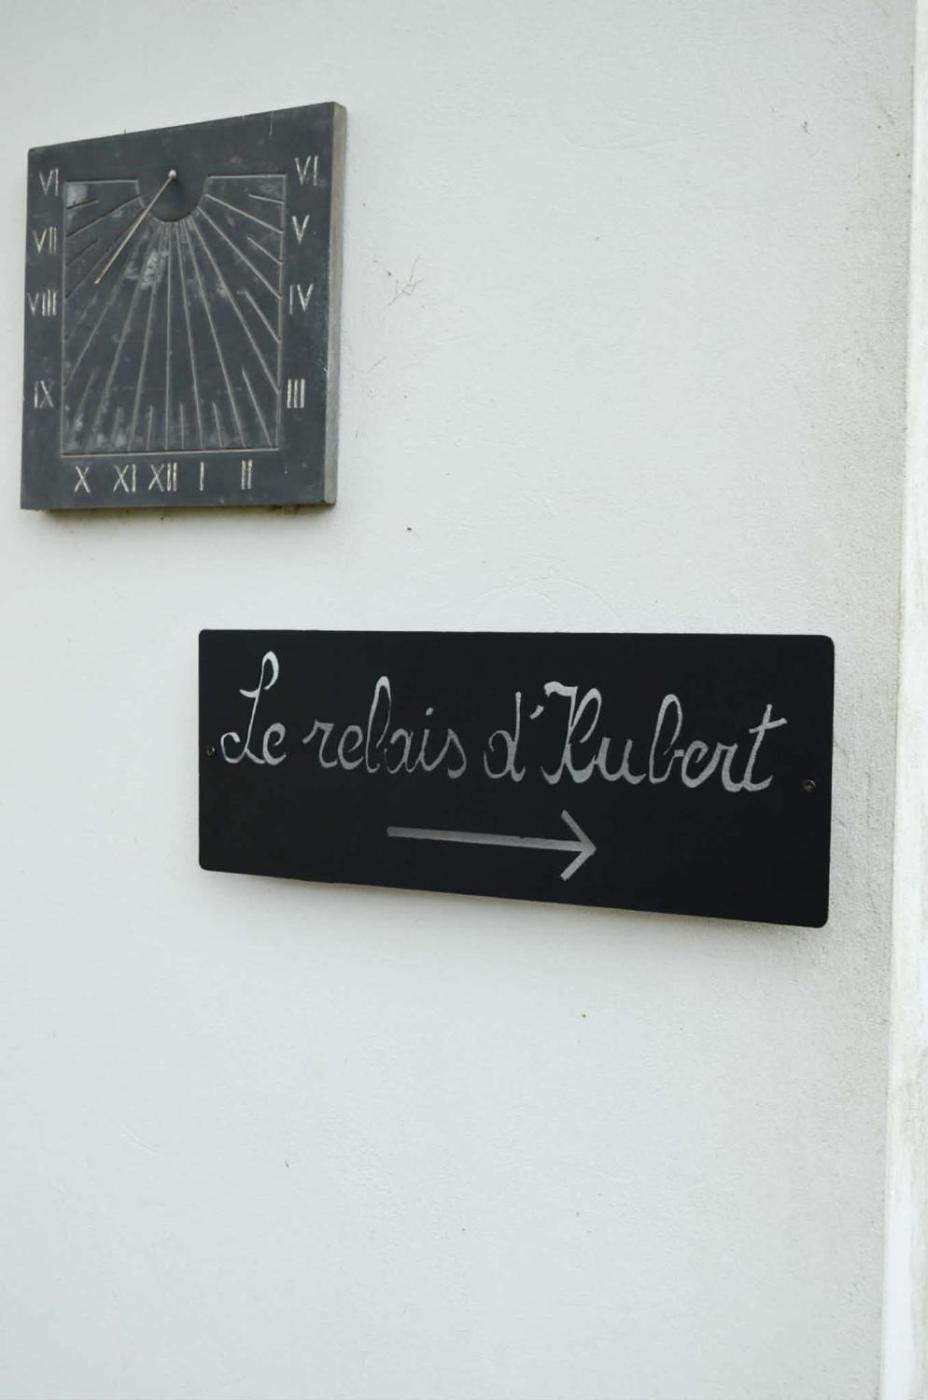 VI VI
VII V
VIII IV
IX III
X XI XII I II
Le relais d'Hubert